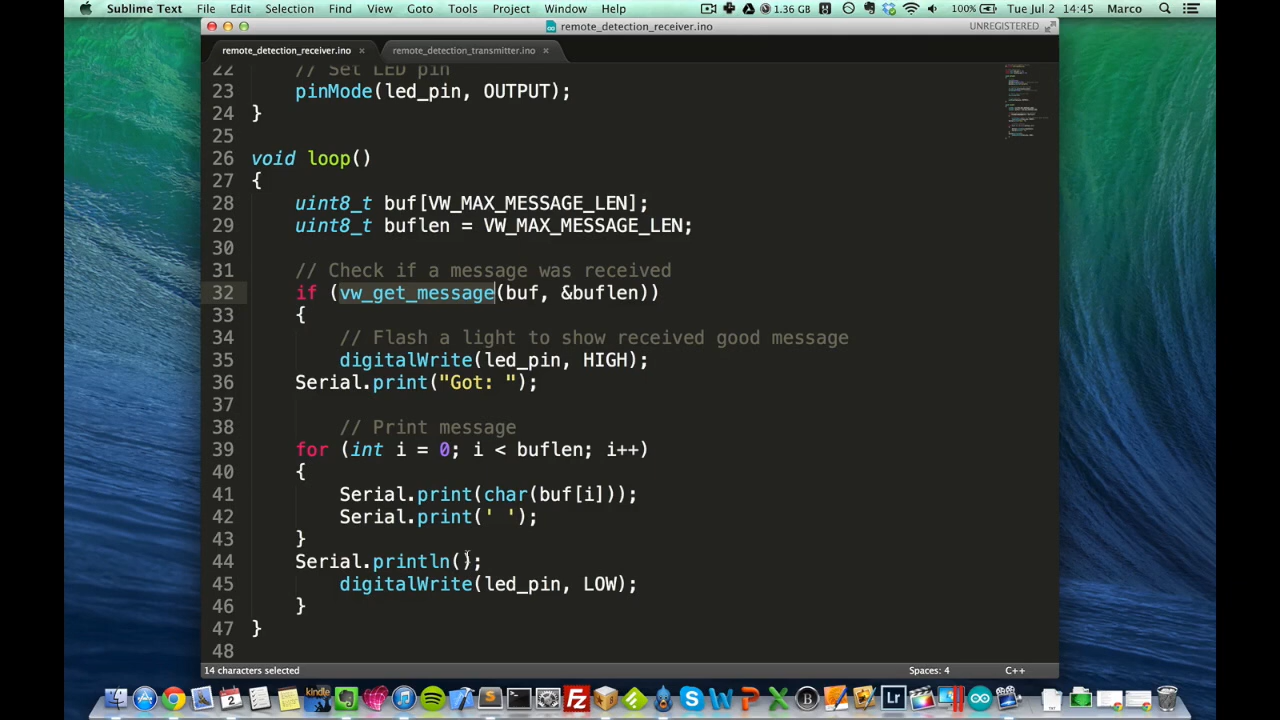 Sublime Text File Edit Selection Find View Goto Tools Project Window Help 1.36 GB 100% Tue Jul 2 14:45 Marco
remote_detection_receiver.ino UNREGISTERED
remote_detection_receiver.ino × remote_detection_transmitter.ino ×
22 // Set LED pin
23 pinMode(led_pin, OUTPUT);
24 }
25
26 void loop()
27 {
28 uint8_t buf[VW_MAX_MESSAGE_LEN];
29 uint8_t buflen = VW_MAX_MESSAGE_LEN;
30
31 // Check if a message was received
32 if (vw_get_message(buf, &buflen))
33 {
34 // Flash a light to show received good message
35 digitalWrite(led_pin, HIGH);
36 Serial.print("Got: ");
37
38 // Print message
39 for (int i = 0; i < buflen; i++)
40 {
41 Serial.print(char(buf[i]));
42 Serial.print(' ');
43 }
44 Serial.println();
45 digitalWrite(led_pin, LOW);
46 }
47 }
48
14 characters selected Spaces: 4 C++
kindle
Fz
Lr